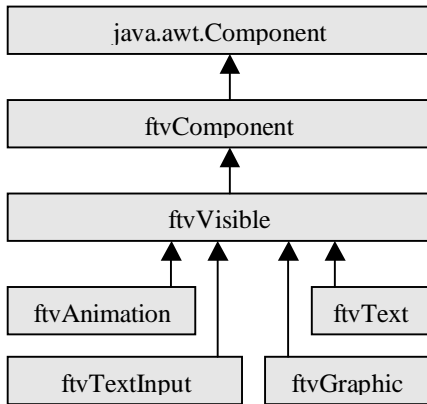 java.awt.Component
ftvComponent
ftvVisible
ftvAnimation
ftvText
ftvTextInput
ftvGraphic